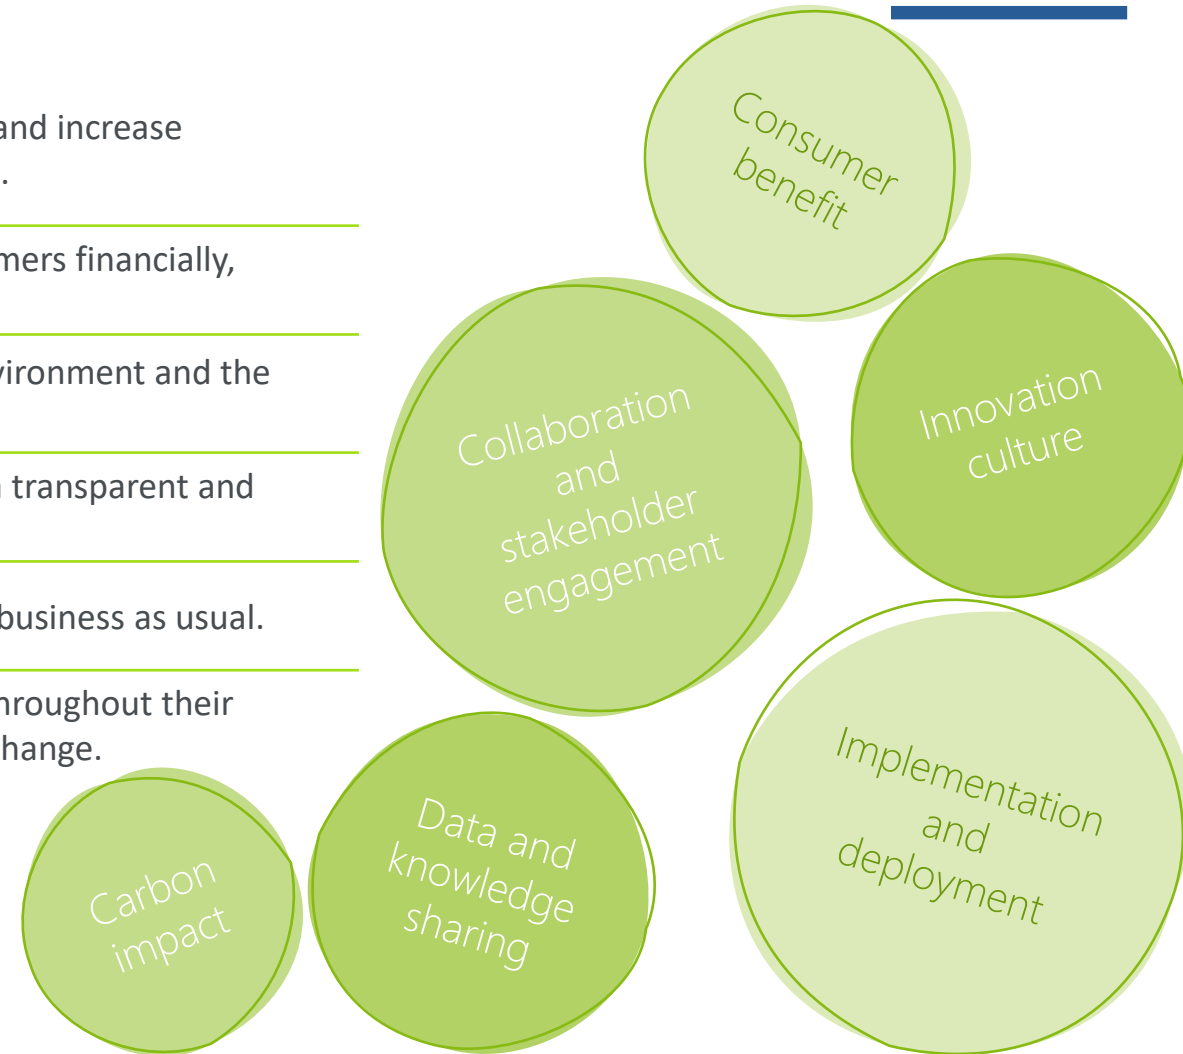 and increase
.
mers financially,
vironment and the
transparent and
business as usual.
hroughout their
hange.
Consumer
benefit
Innovation
culture
Collaboration
and
stakeholder
engagement
Implementation
and
deployment
Data and
knowledge
sharing
Carbon
impact